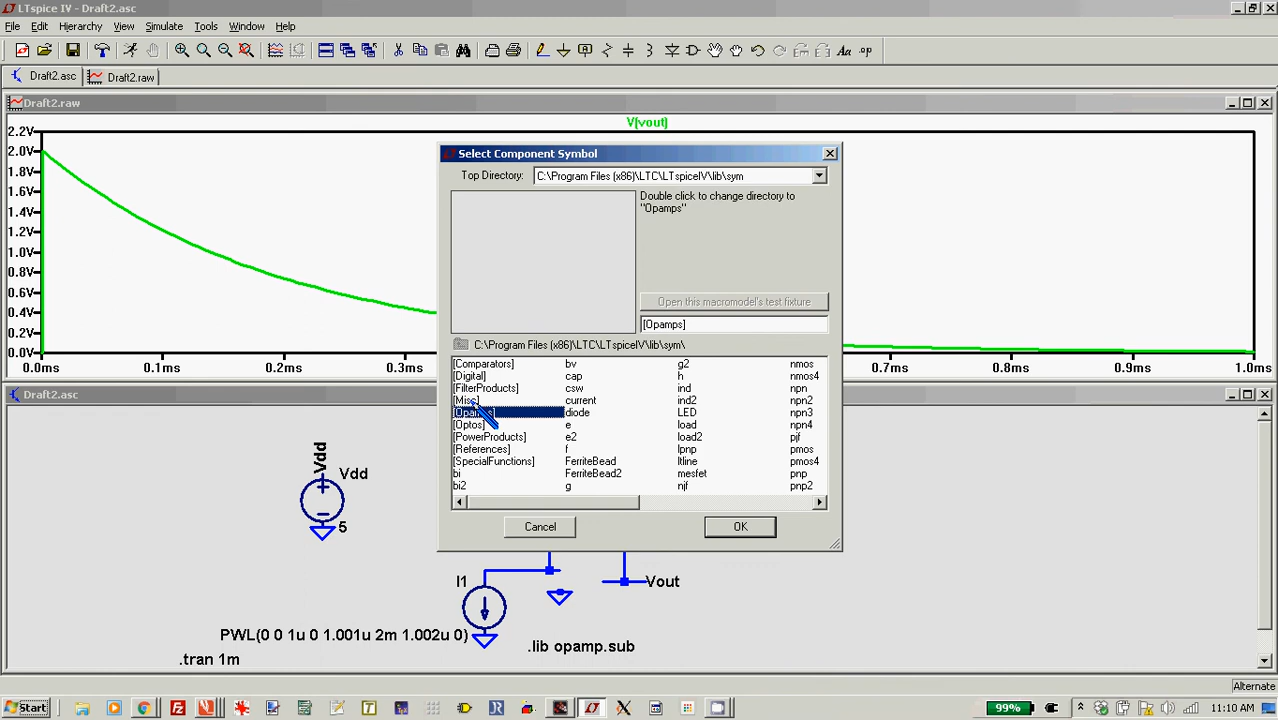 LTspice IV - Draft2.asc
File Edit Hierarchy View Simulate Tools Window Help
Draft2.asc Draft2.raw
Draft2.raw
V(vout)
2.2V
2.0V
1.8V
1.6V
1.4V
1.2V
1.0V
0.8V
0.6V
0.4V
0.2V
0.0V
0.0ms 0.1ms 0.2ms 0.3ms 0.7ms 0.8ms 0.9ms 1.0ms
Select Component Symbol
Top Directory: C:\Program Files (x86)\LTC\LTspiceIV\lib\sym
Double click to change directory to
"Opamps"
Open this macromodel's test fixture
[Opamps]
C:\Program Files (x86)\LTC\LTspiceIV\lib\sym\
[Comparators] bv g2 nmos
[Digital] cap h nmos4
[FilterProducts] csw ind npn
[Misc] current ind2 npn2
[Opamps] diode LED npn3
[Optos] e load npn4
[PowerProducts] e2 load2 pjf
[References] f lpnp pmos
[SpecialFunctions] FerriteBead ltline pmos4
bi FerriteBead2 mesfet pnp
bi2 g njf pnp2
Cancel OK
Draft2.asc
Vdd
Vdd
5
I1
Vout
PWL(0 0 1u 0 1.001u 2m 1.002u 0)
.lib opamp.sub
.tran 1m
Alternate
Start 99% 11:10 AM